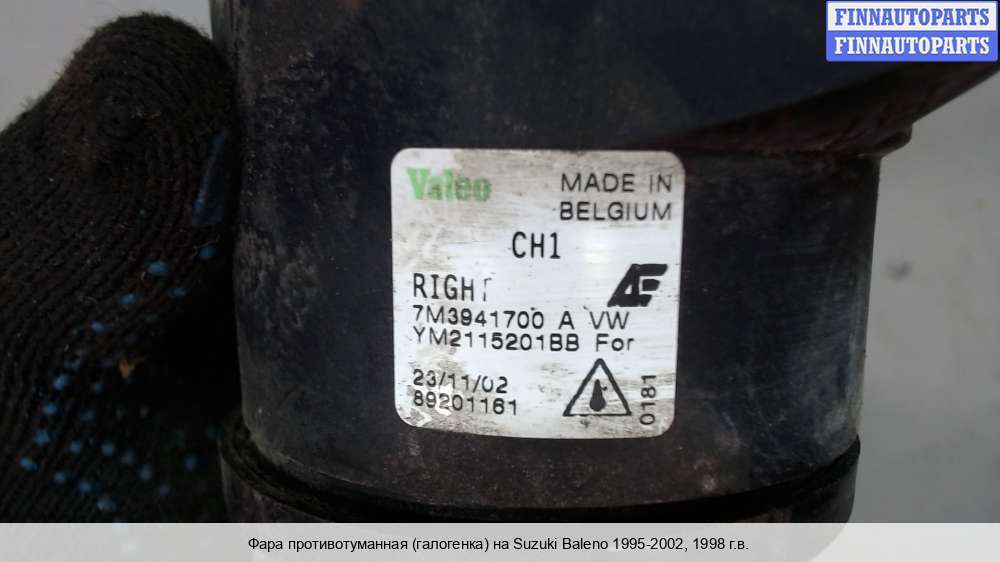 FINNAUTOPARTS
FINNAUTOPARTS
Valeo
MADE IN
BELGIUM
CH1
RIGHT
AE
7M3941700 A VW
YM2115201BB For
23/11/02
89201161
0181
Фара противотуманная (галогенка) на Suzuki Baleno 1995-2002, 1998 г.в.